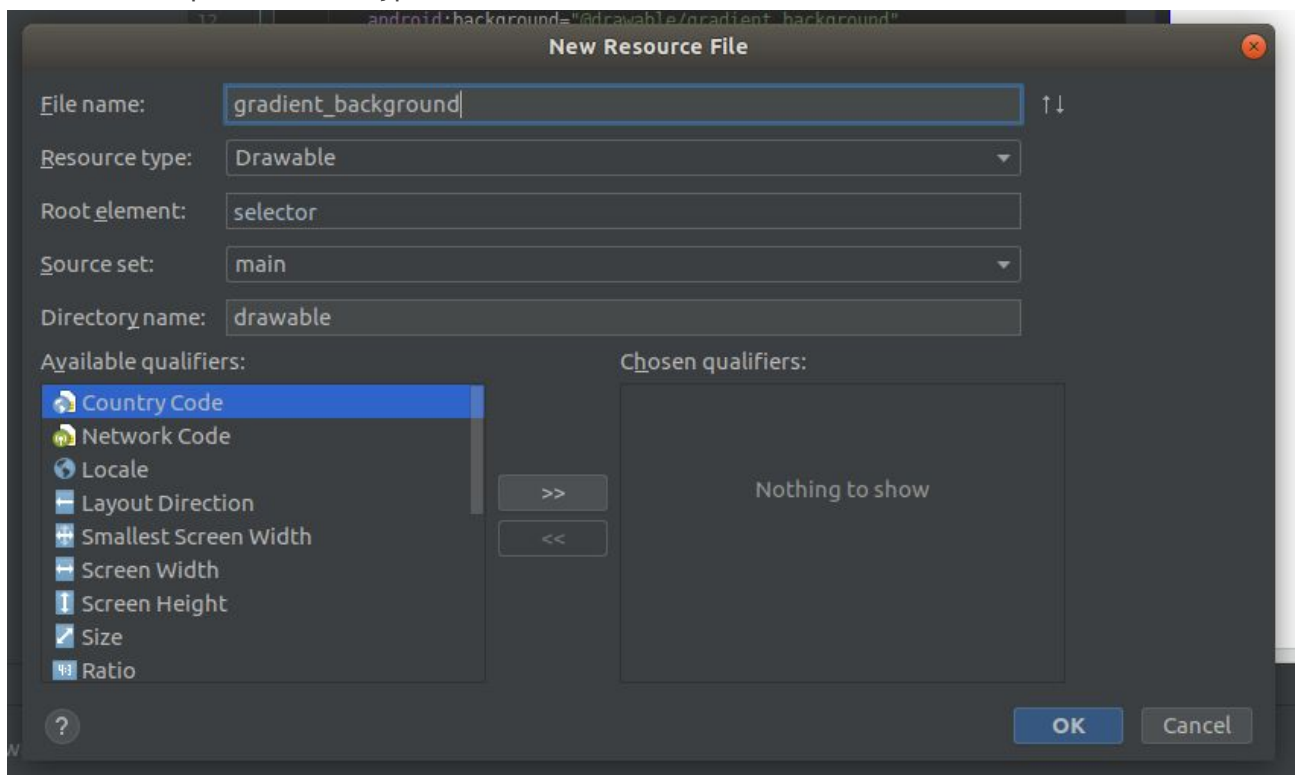 12 android:background="@drawable/gradient_background"
New Resource File
File name: gradient_background ↑↓
Resource type: Drawable
Root element: selector
Source set: main
Directory name: drawable
Available qualifiers: Chosen qualifiers:
Country Code
Network Code
Locale
Layout Direction
Smallest Screen Width
Screen Width
Screen Height
Size
Ratio
>>
<<
Nothing to show
?
OK Cancel